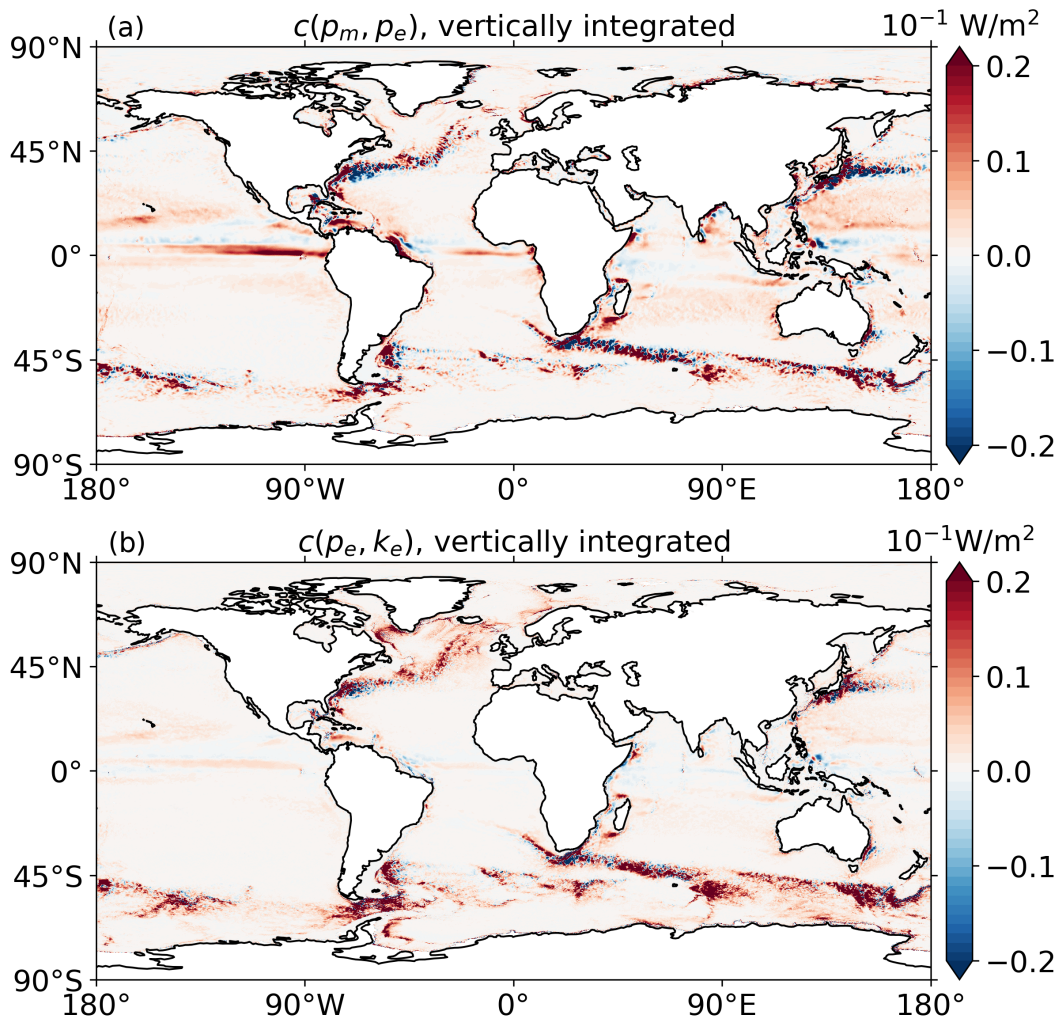 (a) c(pₘ, pₑ), vertically integrated 10⁻¹ W/m²
90°N
45°N
0°
45°S
90°S
180° 90°W 0° 90°E 180°
0.2
0.1
0.0
−0.1
−0.2
(b) c(pₑ, kₑ), vertically integrated 10⁻¹W/m²
90°N
45°N
0°
45°S
90°S
180° 90°W 0° 90°E 180°
0.2
0.1
0.0
−0.1
−0.2